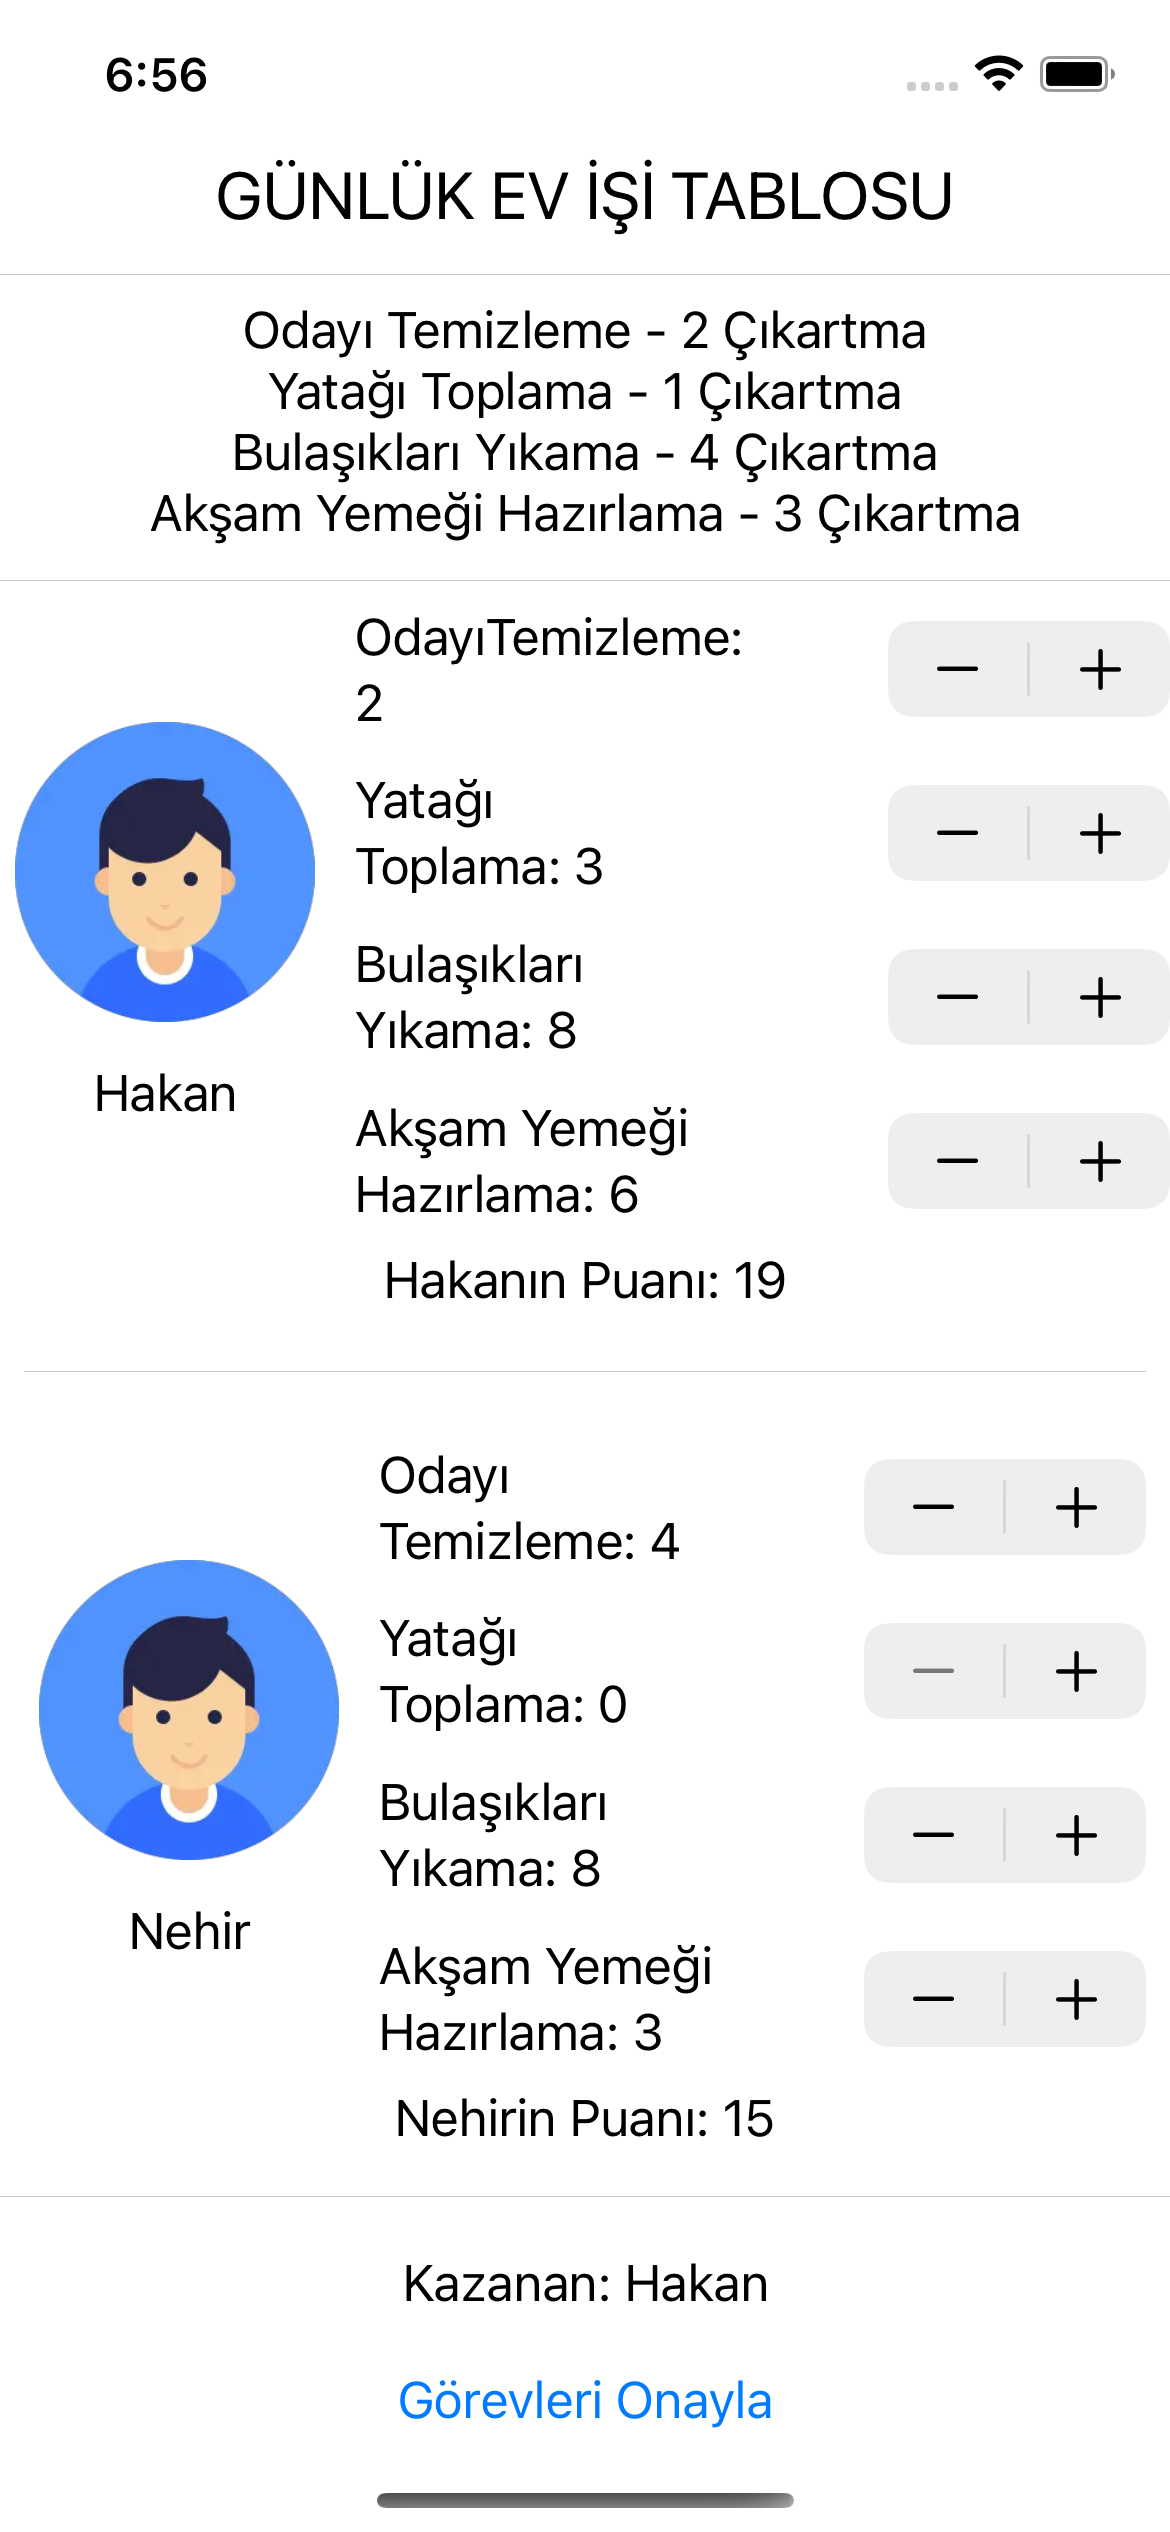 6:56
GÜNLÜK EV İŞİ TABLOSU
Odayı Temizleme - 2 Çıkartma
Yatağı Toplama - 1 Çıkartma
Bulaşıkları Yıkama - 4 Çıkartma
Akşam Yemeği Hazırlama - 3 Çıkartma
OdayıTemizleme:
2
Yatağı
Toplama: 3
Bulaşıkları
Yıkama: 8
Akşam Yemeği
Hazırlama: 6
Hakan
Hakanın Puanı: 19
Odayı
Temizleme: 4
Yatağı
Toplama: 0
Bulaşıkları
Yıkama: 8
Akşam Yemeği
Hazırlama: 3
Nehir
Nehirin Puanı: 15
Kazanan: Hakan
Görevleri Onayla